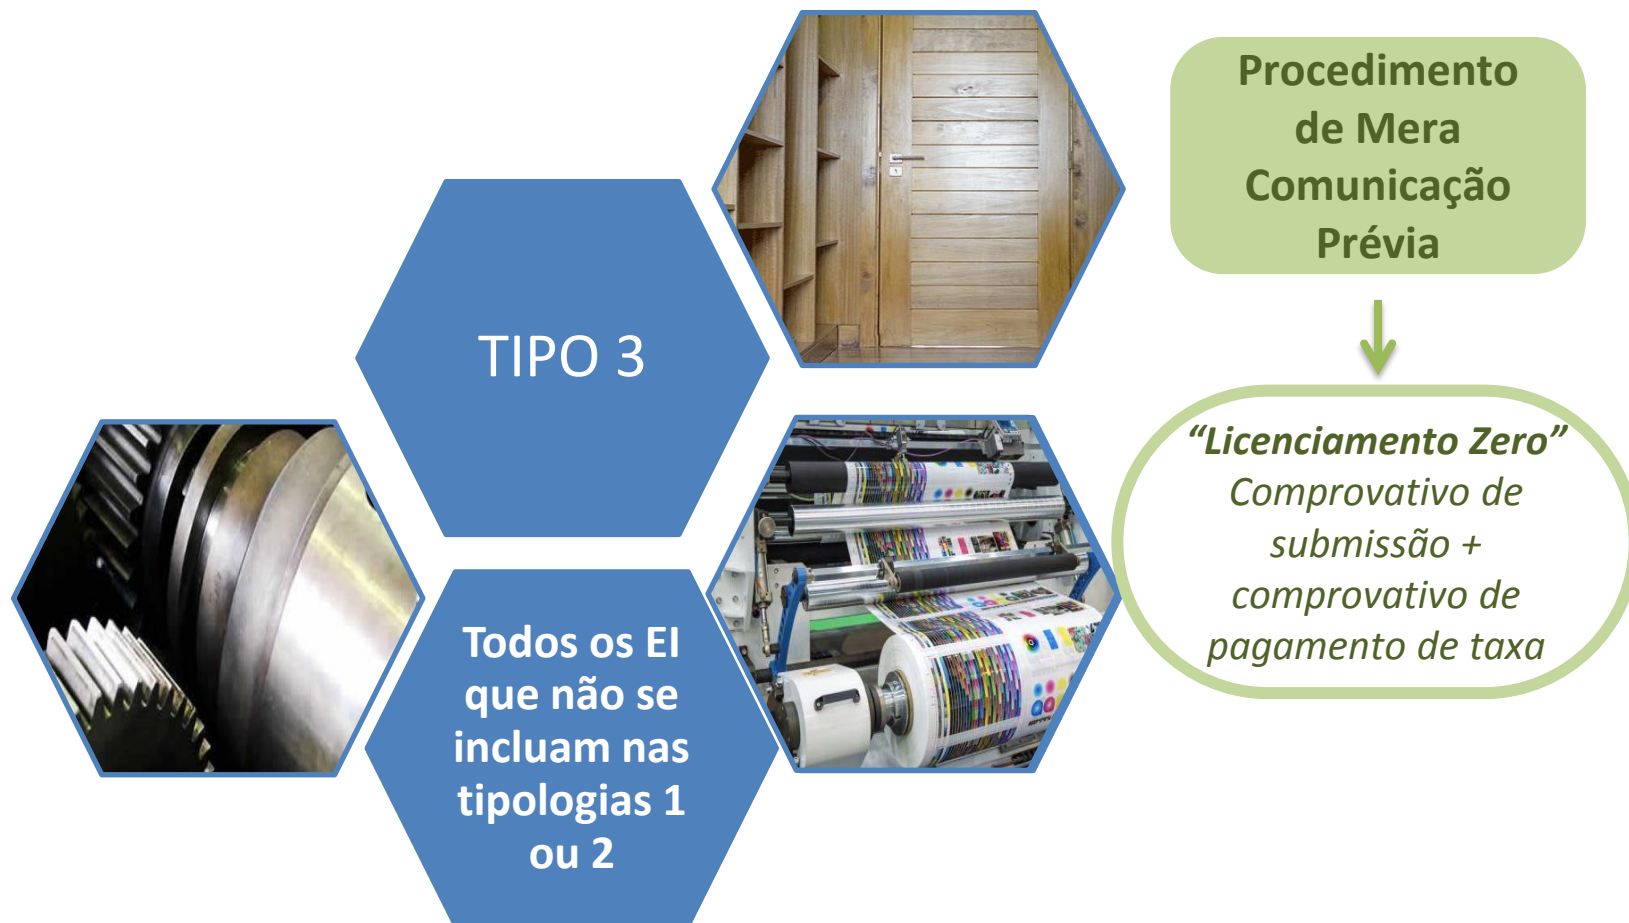 TIPO 3
Todos os EI
que não se
incluam nas
tipologias 1
ou 2
Procedimento
de Mera
Comunicação
Prévia
“Licenciamento Zero”
Comprovativo de
submissão +
comprovativo de
pagamento de taxa